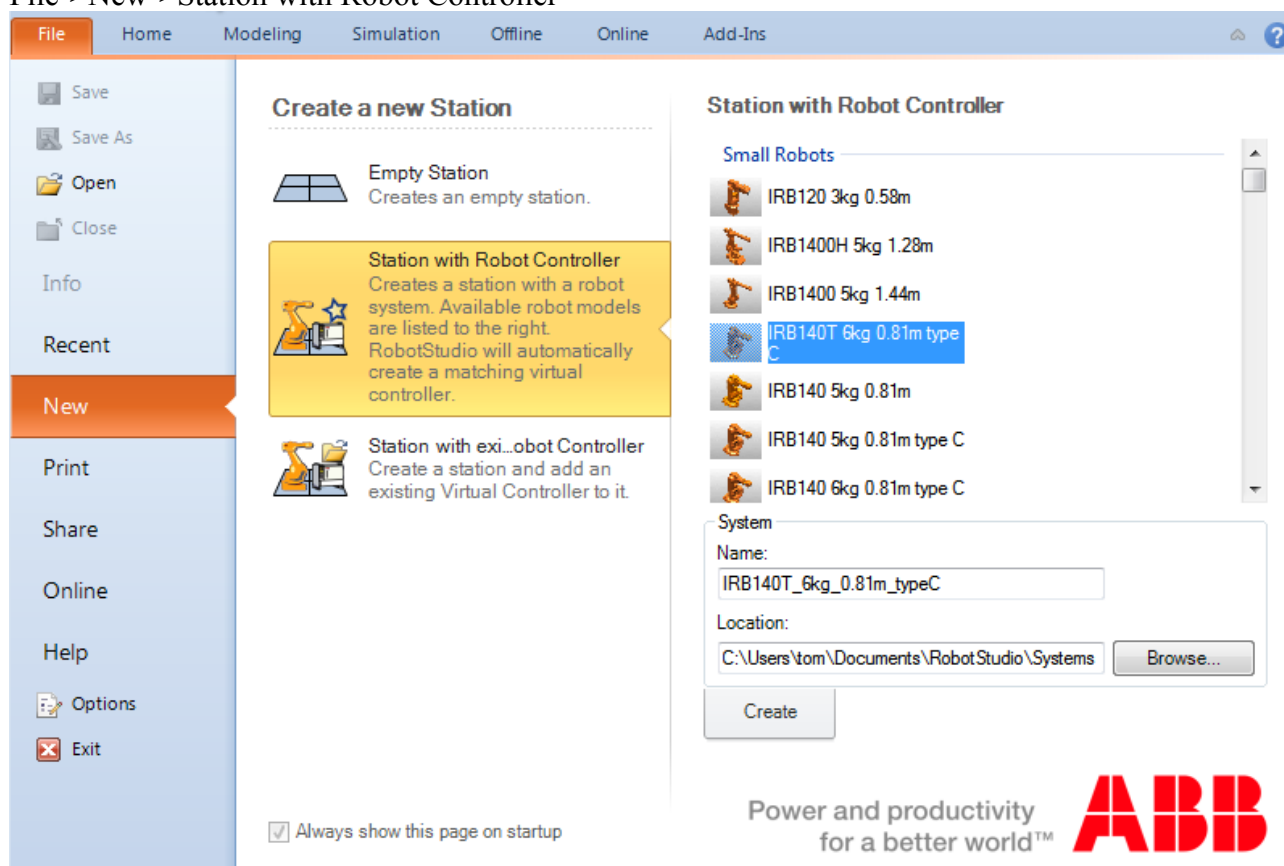 File > New > Station with Robot Controller
File Home Modeling Simulation Offline Online Add-Ins
Save
Save As
Open
Close
Info
Recent
New
Print
Share
Online
Help
Options
Exit
Create a new Station
Empty Station
Creates an empty station.
Station with Robot Controller
Creates a station with a robot
system. Available robot models
are listed to the right.
RobotStudio will automatically
create a matching virtual
controller.
Station with exi...obot Controller
Create a station and add an
existing Virtual Controller to it.
Always show this page on startup
Station with Robot Controller
Small Robots
IRB120 3kg 0.58m
IRB1400H 5kg 1.28m
IRB1400 5kg 1.44m
IRB140T 6kg 0.81m type
C
IRB140 5kg 0.81m
IRB140 5kg 0.81m type C
IRB140 6kg 0.81m type C
System
Name:
IRB140T_6kg_0.81m_typeC
Location:
C:\Users\tom\Documents\RobotStudio\Systems Browse...
Create
Power and productivity
for a better world™
ABB